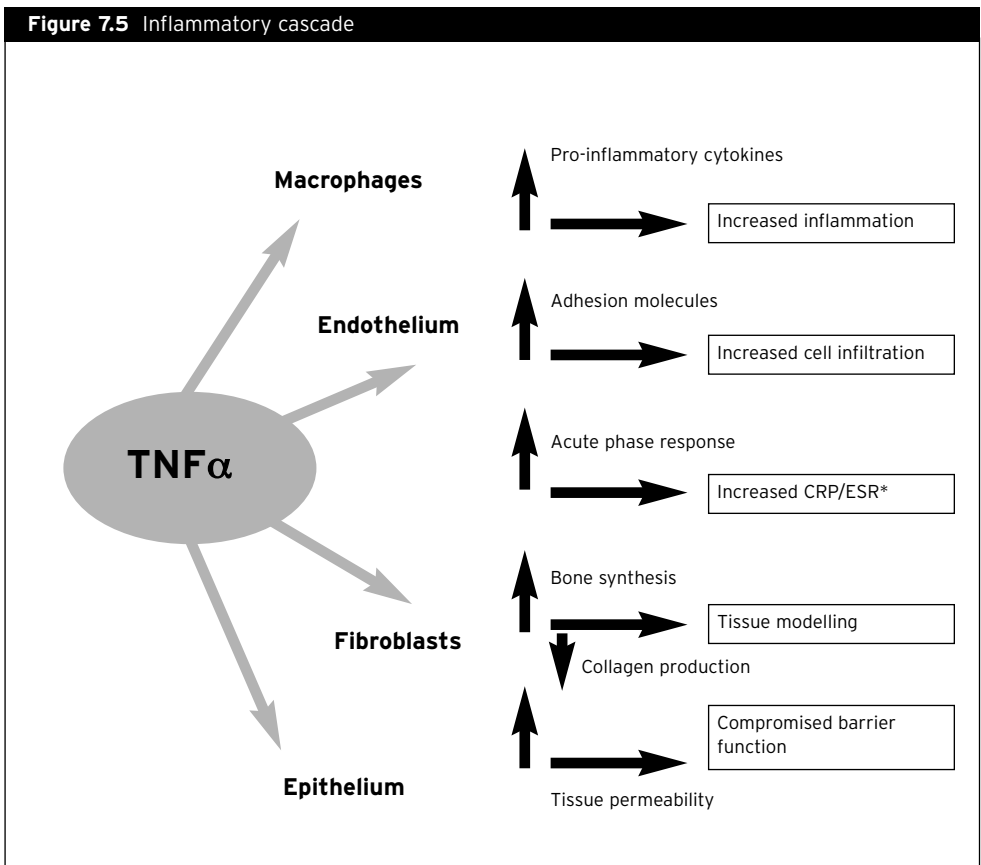 Figure 7.5 Inflammatory cascade
Macrophages
Pro-inflammatory cytokines
Increased inflammation
Endothelium
Adhesion molecules
Increased cell infiltration
TNFα
Acute phase response
Increased CRP/ESR*
Fibroblasts
Bone synthesis
Tissue modelling
Collagen production
Epithelium
Compromised barrier
function
Tissue permeability